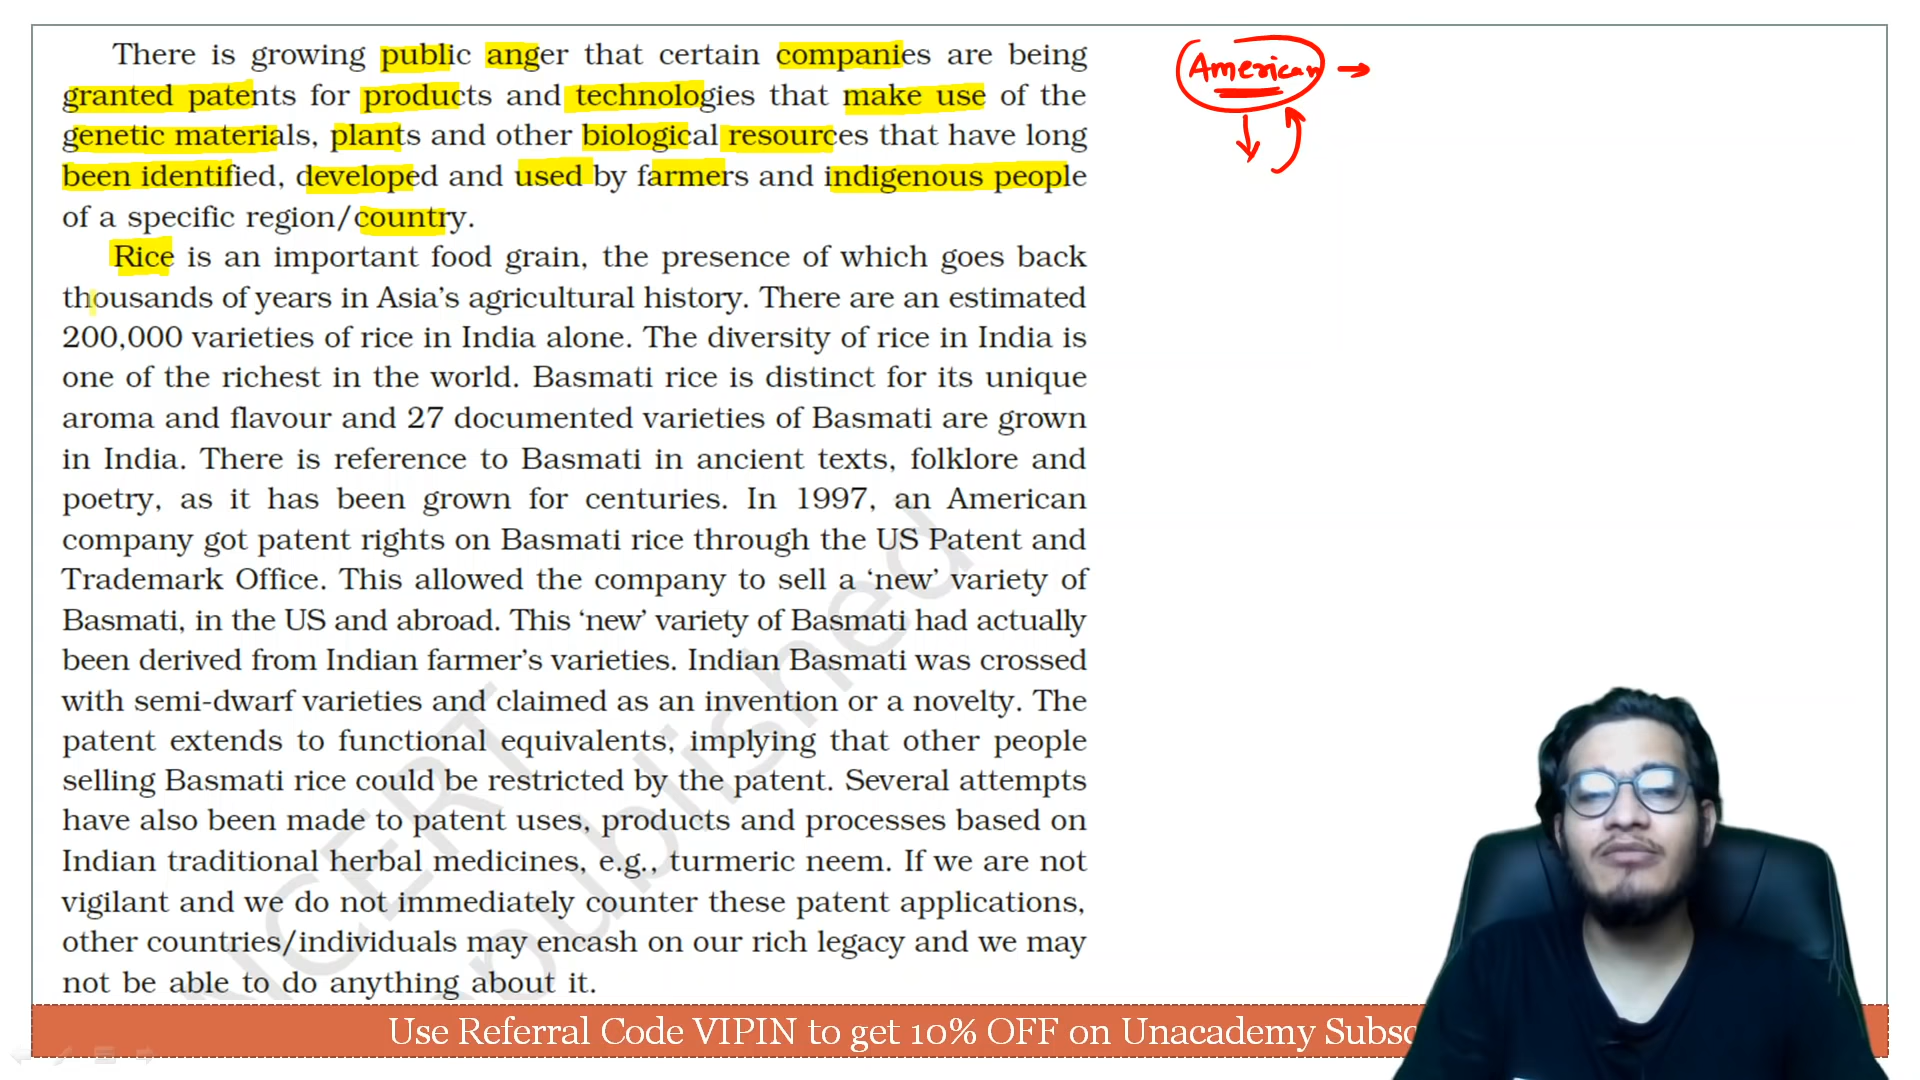 There is growing public anger that certain companies are being
granted patents for products and technologies that make use of the
genetic materials, plants and other biological resources that have long
been identified, developed and used by farmers and indigenous people
of a specific region/country.
Rice is an important food grain, the presence of which goes back
thousands of years in Asia’s agricultural history. There are an estimated
200,000 varieties of rice in India alone. The diversity of rice in India is
one of the richest in the world. Basmati rice is distinct for its unique
aroma and flavour and 27 documented varieties of Basmati are grown
in India. There is reference to Basmati in ancient texts, folklore and
poetry, as it has been grown for centuries. In 1997, an American
company got patent rights on Basmati rice through the US Patent and
Trademark Office. This allowed the company to sell a ‘new’ variety of
Basmati, in the US and abroad. This ‘new’ variety of Basmati had actually
been derived from Indian farmer’s varieties. Indian Basmati was crossed
with semi-dwarf varieties and claimed as an invention or a novelty. The
patent extends to functional equivalents, implying that other people
selling Basmati rice could be restricted by the patent. Several attempts
have also been made to patent uses, products and processes based on
Indian traditional herbal medicines, e.g., turmeric neem. If we are not
vigilant and we do not immediately counter these patent applications,
other countries/individuals may encash on our rich legacy and we may
not be able to do anything about it.
American →
NCERT
published
Use Referral Code VIPIN to get 10% OFF on Unacademy Subsc